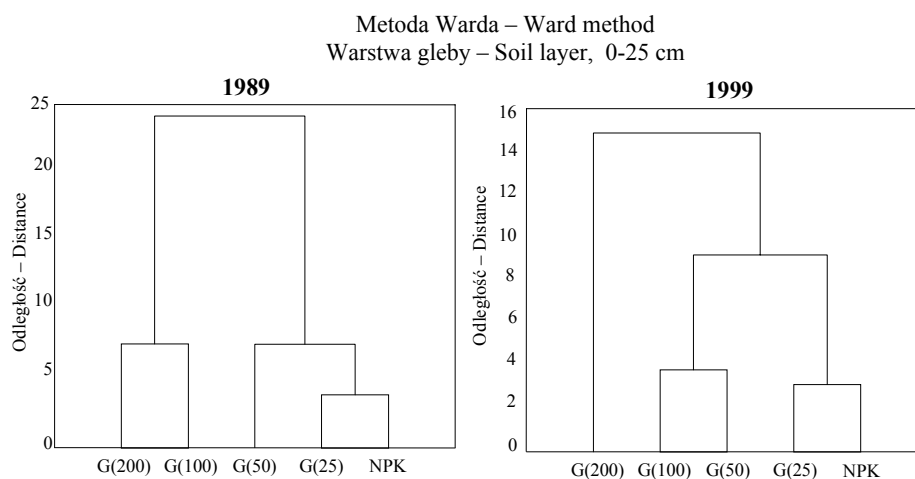 Metoda Warda – Ward method
Warstwa gleby – Soil layer, 0-25 cm
1989
Odległość – Distance
25
20
15
10
5
0
G(200) G(100) G(50) G(25) NPK
1999
Odległość – Distance
16
14
12
10
8
6
4
2
0
G(200) G(100) G(50) G(25) NPK